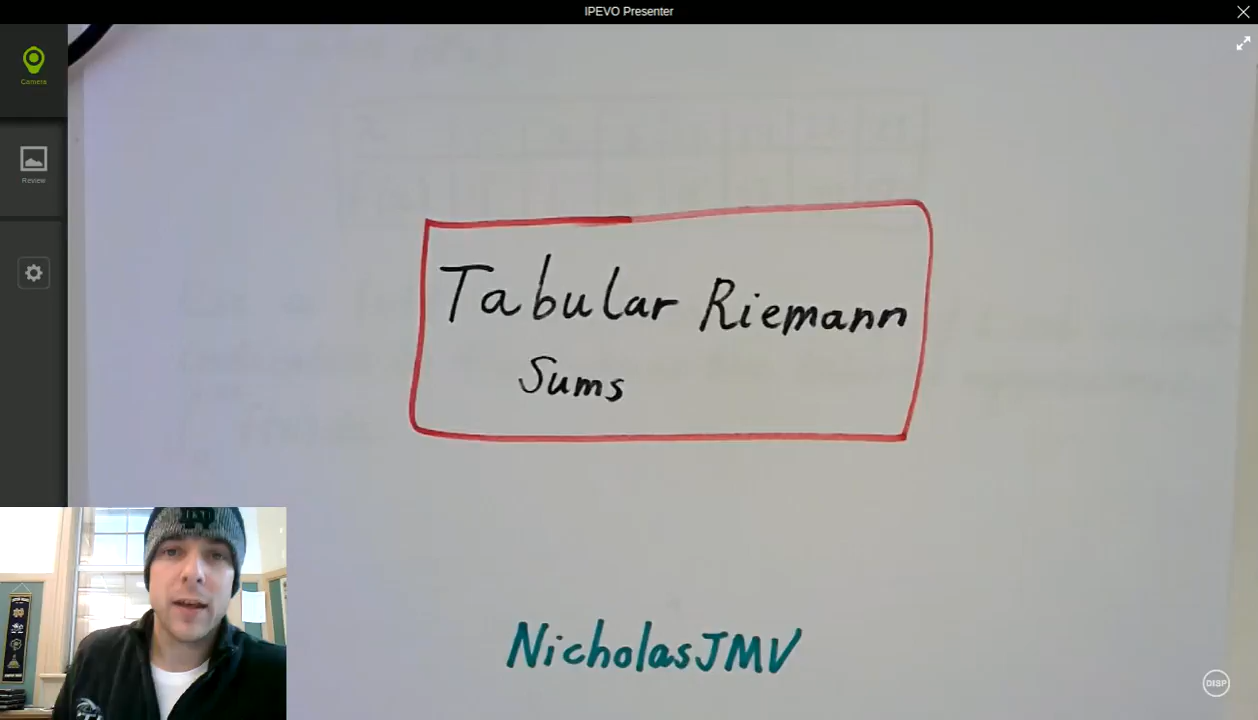 IPEVO Presenter
Camera
Review
Tabular Riemann
Sums
NicholasJMV
DISP